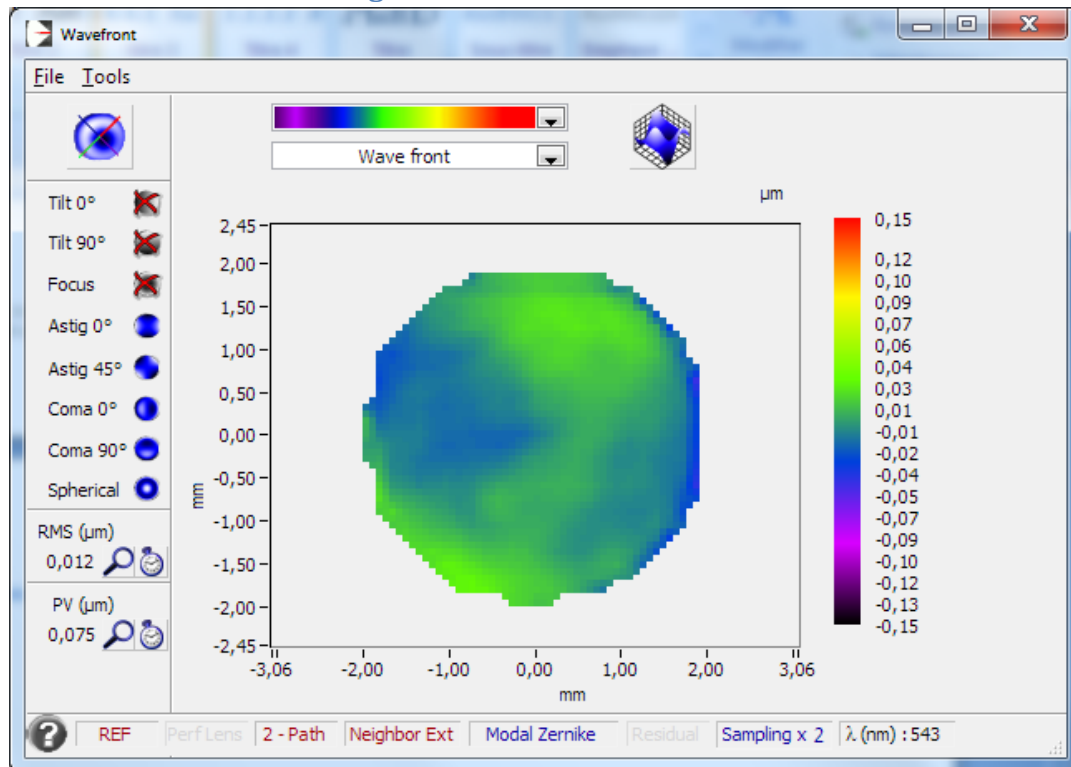 Wavefront
File Tools
Wave front
Tilt 0°
Tilt 90°
Focus
Astig 0°
Astig 45°
Coma 0°
Coma 90°
Spherical
RMS (µm)
0,012
PV (µm)
0,075
µm
2,45
2,00
1,50
1,00
0,50
0,00
-0,50
-1,00
-1,50
-2,00
-2,45
mm
-3,06 -2,00 -1,00 0,00 1,00 2,00 3,06
mm
0,15
0,12
0,10
0,09
0,07
0,06
0,04
0,03
0,01
-0,01
-0,02
-0,04
-0,05
-0,07
-0,09
-0,10
-0,12
-0,13
-0,15
REF Perf Lens 2 - Path Neighbor Ext Modal Zernike Residual Sampling x 2 λ (nm) : 543